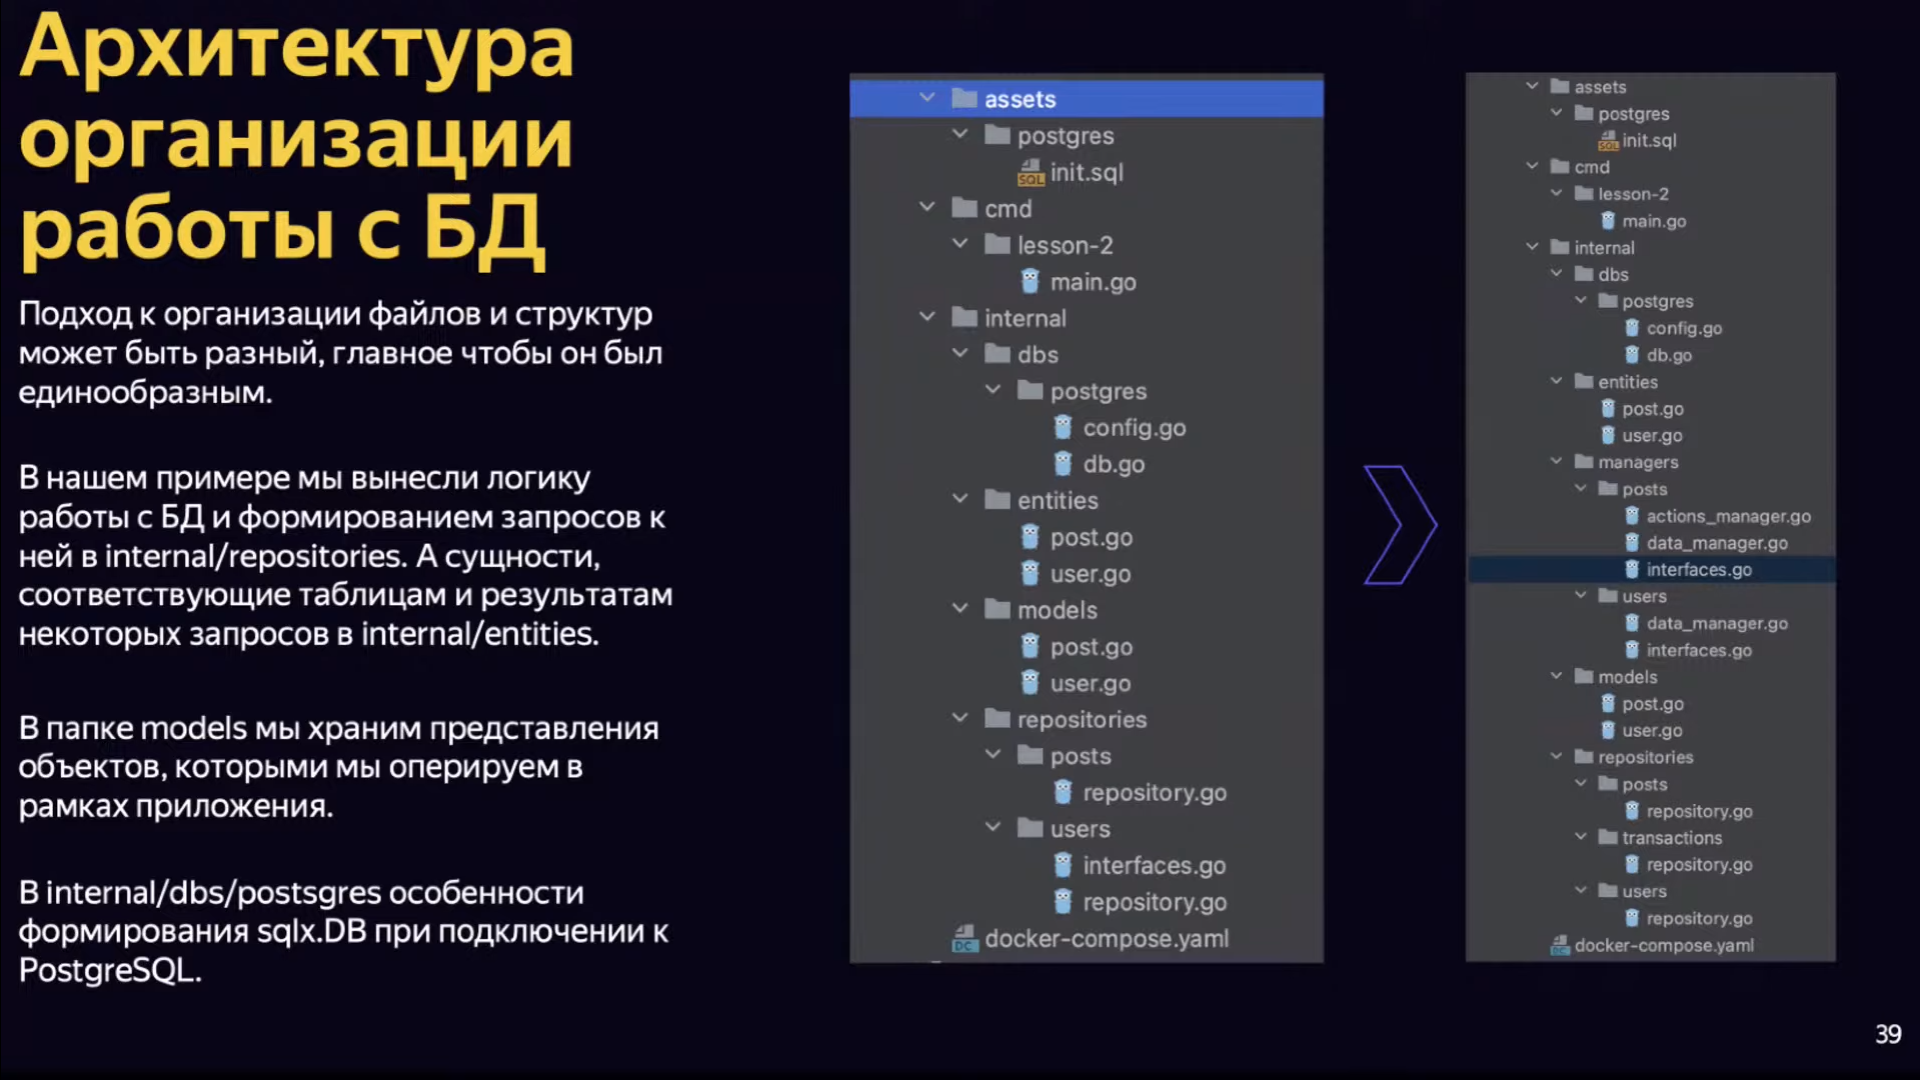 Архитектура
организации
работы с БД
Подход к организации файлов и структур
может быть разный, главное чтобы он был
единообразным.
В нашем примере мы вынесли логику
работы с БД и формированием запросов к
ней в internal/repositories. А сущности,
соответствующие таблицам и результатам
некоторых запросов в internal/entities.
В папке models мы храним представления
объектов, которыми мы оперируем в
рамках приложения.
В internal/dbs/postsgres особенности
формирования sqlx.DB при подключении к
PostgreSQL.
assets
postgres
init.sql
cmd
lesson-2
main.go
internal
dbs
postgres
config.go
db.go
entities
post.go
user.go
models
post.go
user.go
repositories
posts
repository.go
users
interfaces.go
repository.go
docker-compose.yaml
assets
postgres
init.sql
cmd
lesson-2
main.go
internal
dbs
postgres
config.go
db.go
entities
post.go
user.go
managers
posts
actions_manager.go
data_manager.go
interfaces.go
users
data_manager.go
interfaces.go
models
post.go
user.go
repositories
posts
repository.go
transactions
repository.go
users
repository.go
docker-compose.yaml
39